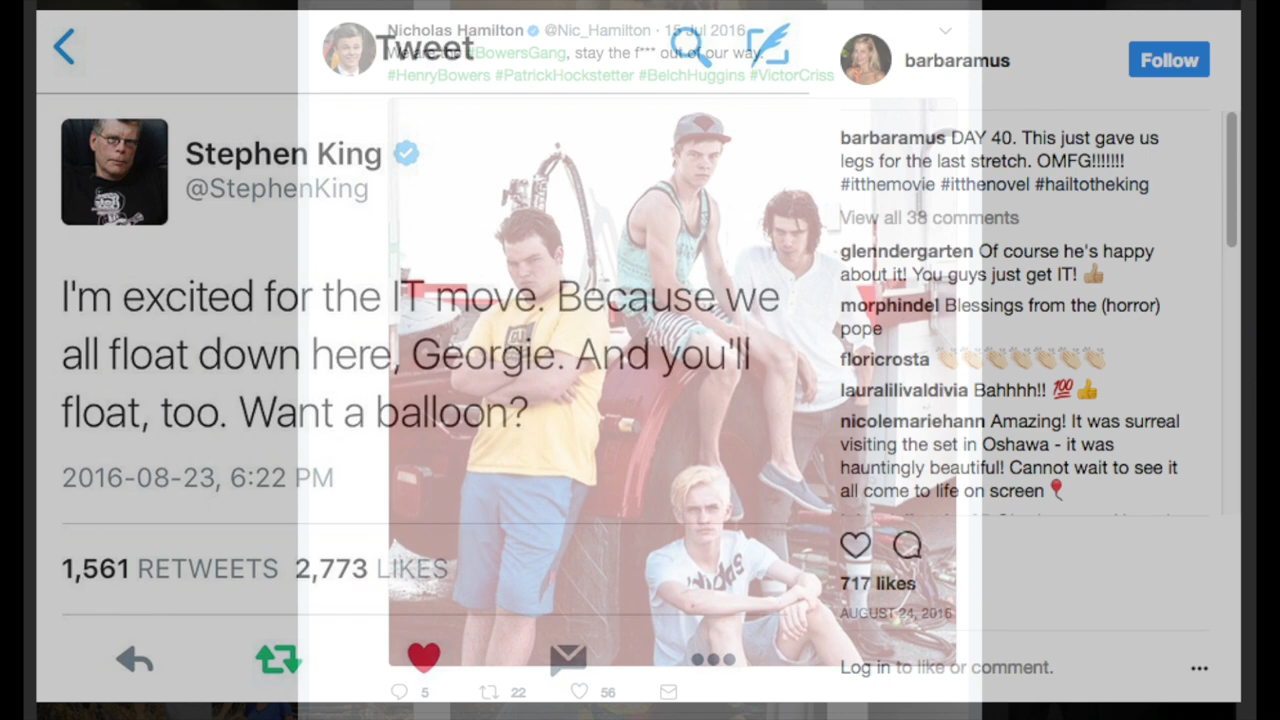 Nicholas Hamilton @Nic_Hamilton · 15 Jul 2016
We are the #BowersGang, stay the f*** out of our way.
#HenryBowers #PatrickHockstetter #BelchHuggins #VictorCriss
Tweet
Stephen King
@StephenKing
I'm excited for the IT move. Because we
all float down here, Georgie. And you'll
float, too. Want a balloon?
2016-08-23, 6:22 PM
1,561 RETWEETS 2,773 LIKES
5 22 56
barbaramus Follow
barbaramus DAY 40. This just gave us
legs for the last stretch. OMFG!!!!!!!
#itthemovie #itthenovel #hailtotheking
View all 38 comments
glenndergarten Of course he's happy
about it! You guys just get IT! 👍🏼
morphindel Blessings from the (horror)
pope
floricrosta 👏🏼👏🏼👏🏼👏🏼👏🏼👏🏼👏🏼
lauralilivaldivia Bahhhh!! 💯👍
nicolemariehann Amazing! It was surreal
visiting the set in Oshawa - it was
hauntingly beautiful! Cannot wait to see it
all come to life on screen 🎈
717 likes
AUGUST 24, 2016
Log in to like or comment.
adidas